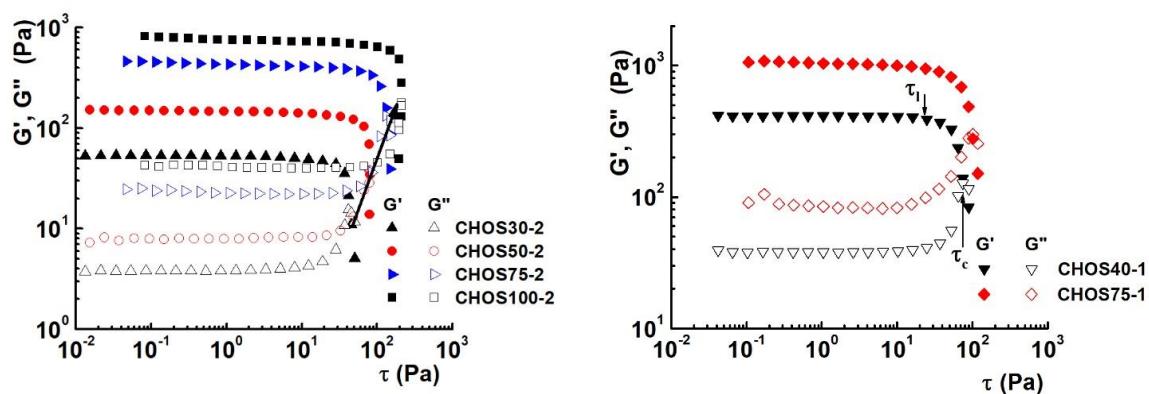 G', G'' (Pa)
10³
10²
10¹
10⁰
10⁻² 10⁻¹ 10⁰ 10¹ 10² 10³
τ (Pa)
G' G''
CHOS30-2
CHOS50-2
CHOS75-2
CHOS100-2
G', G'' (Pa)
10³
10²
10¹
10⁻² 10⁻¹ 10⁰ 10¹ 10² 10³
τ (Pa)
τl
τc
G' G''
CHOS40-1
CHOS75-1